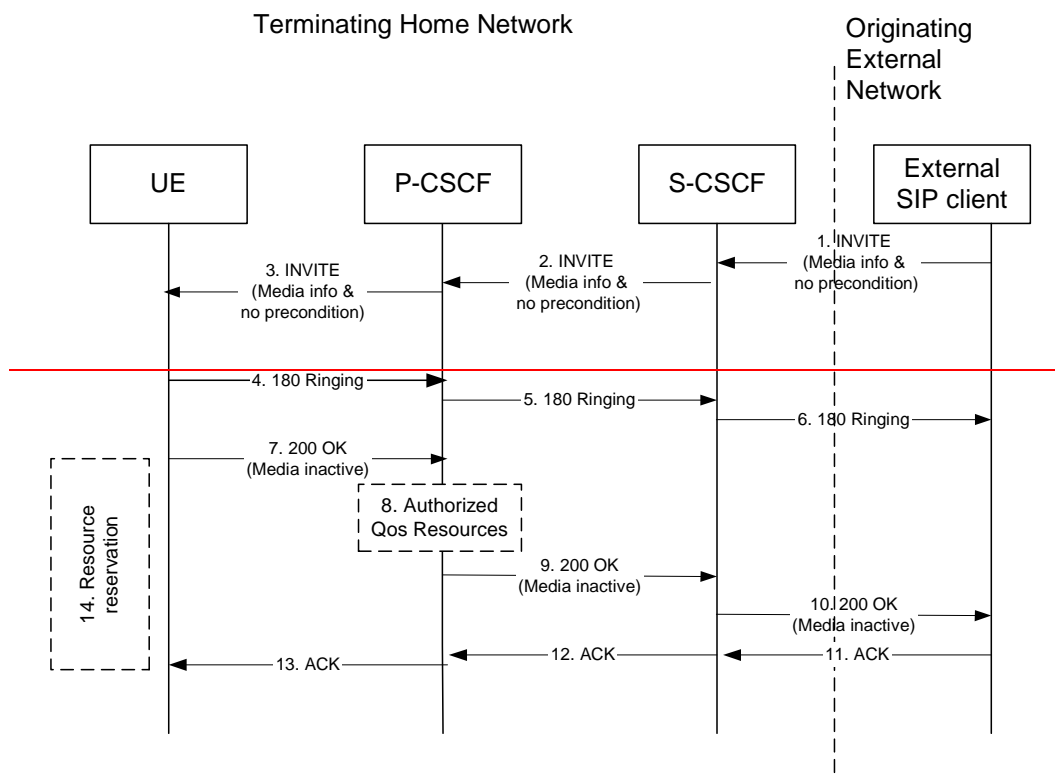 Terminating Home Network
Originating
External
Network
UE
P-CSCF
S-CSCF
External
SIP client
1. INVITE
(Media info &
no precondition)
2. INVITE
(Media info &
no precondition)
3. INVITE
(Media info &
no precondition)
4. 180 Ringing
5. 180 Ringing
6. 180 Ringing
7. 200 OK
(Media inactive)
8. Authorized
Qos Resources
9. 200 OK
(Media inactive)
10. 200 OK
(Media inactive)
11. ACK
12. ACK
13. ACK
14. Resource
reservation